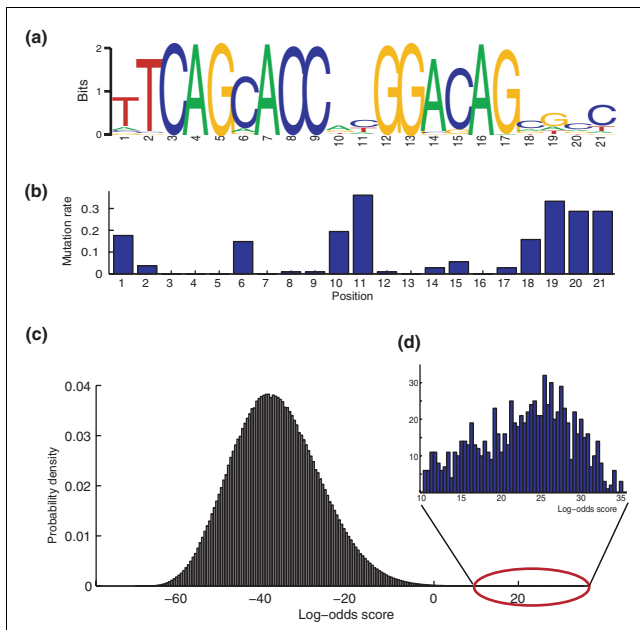 (a)
2
1
0
Bits
TTCAGCACCACGGACAGCGCC
1 2 3 4 5 6 7 8 9 10 11 12 13 14 15 16 17 18 19 20 21
(b)
0.3
0.2
0.1
0
Mutation rate
1 2 3 4 5 6 7 8 9 10 11 12 13 14 15 16 17 18 19 20 21
Position
(c)
0.04
0.03
0.02
0.01
0
Probability density
−60 −40 −20 0 20
Log−odds score
(d)
30
20
10
10 15 20 25 30 35
Log−odds score